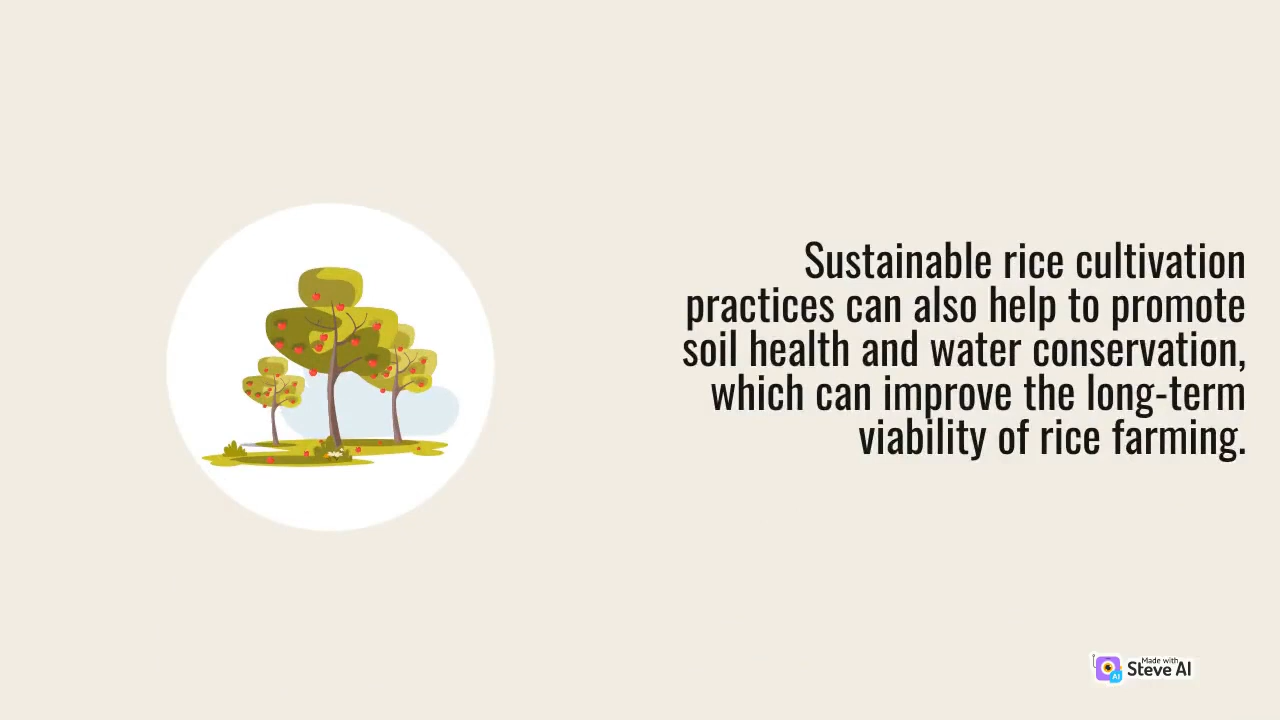 Sustainable rice cultivation
practices can also help to promote
soil health and water conservation,
which can improve the long-term
viability of rice farming.
Made with
Steve AI
AI